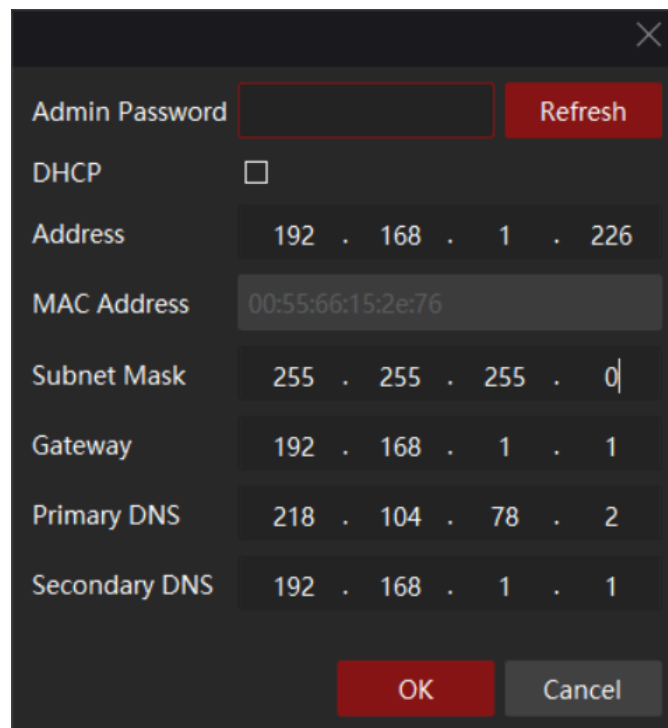 Admin Password Refresh
DHCP
Address 192 . 168 . 1 . 226
MAC Address 00:55:66:15:2e:76
Subnet Mask 255 . 255 . 255 . 0
Gateway 192 . 168 . 1 . 1
Primary DNS 218 . 104 . 78 . 2
Secondary DNS 192 . 168 . 1 . 1
OK Cancel